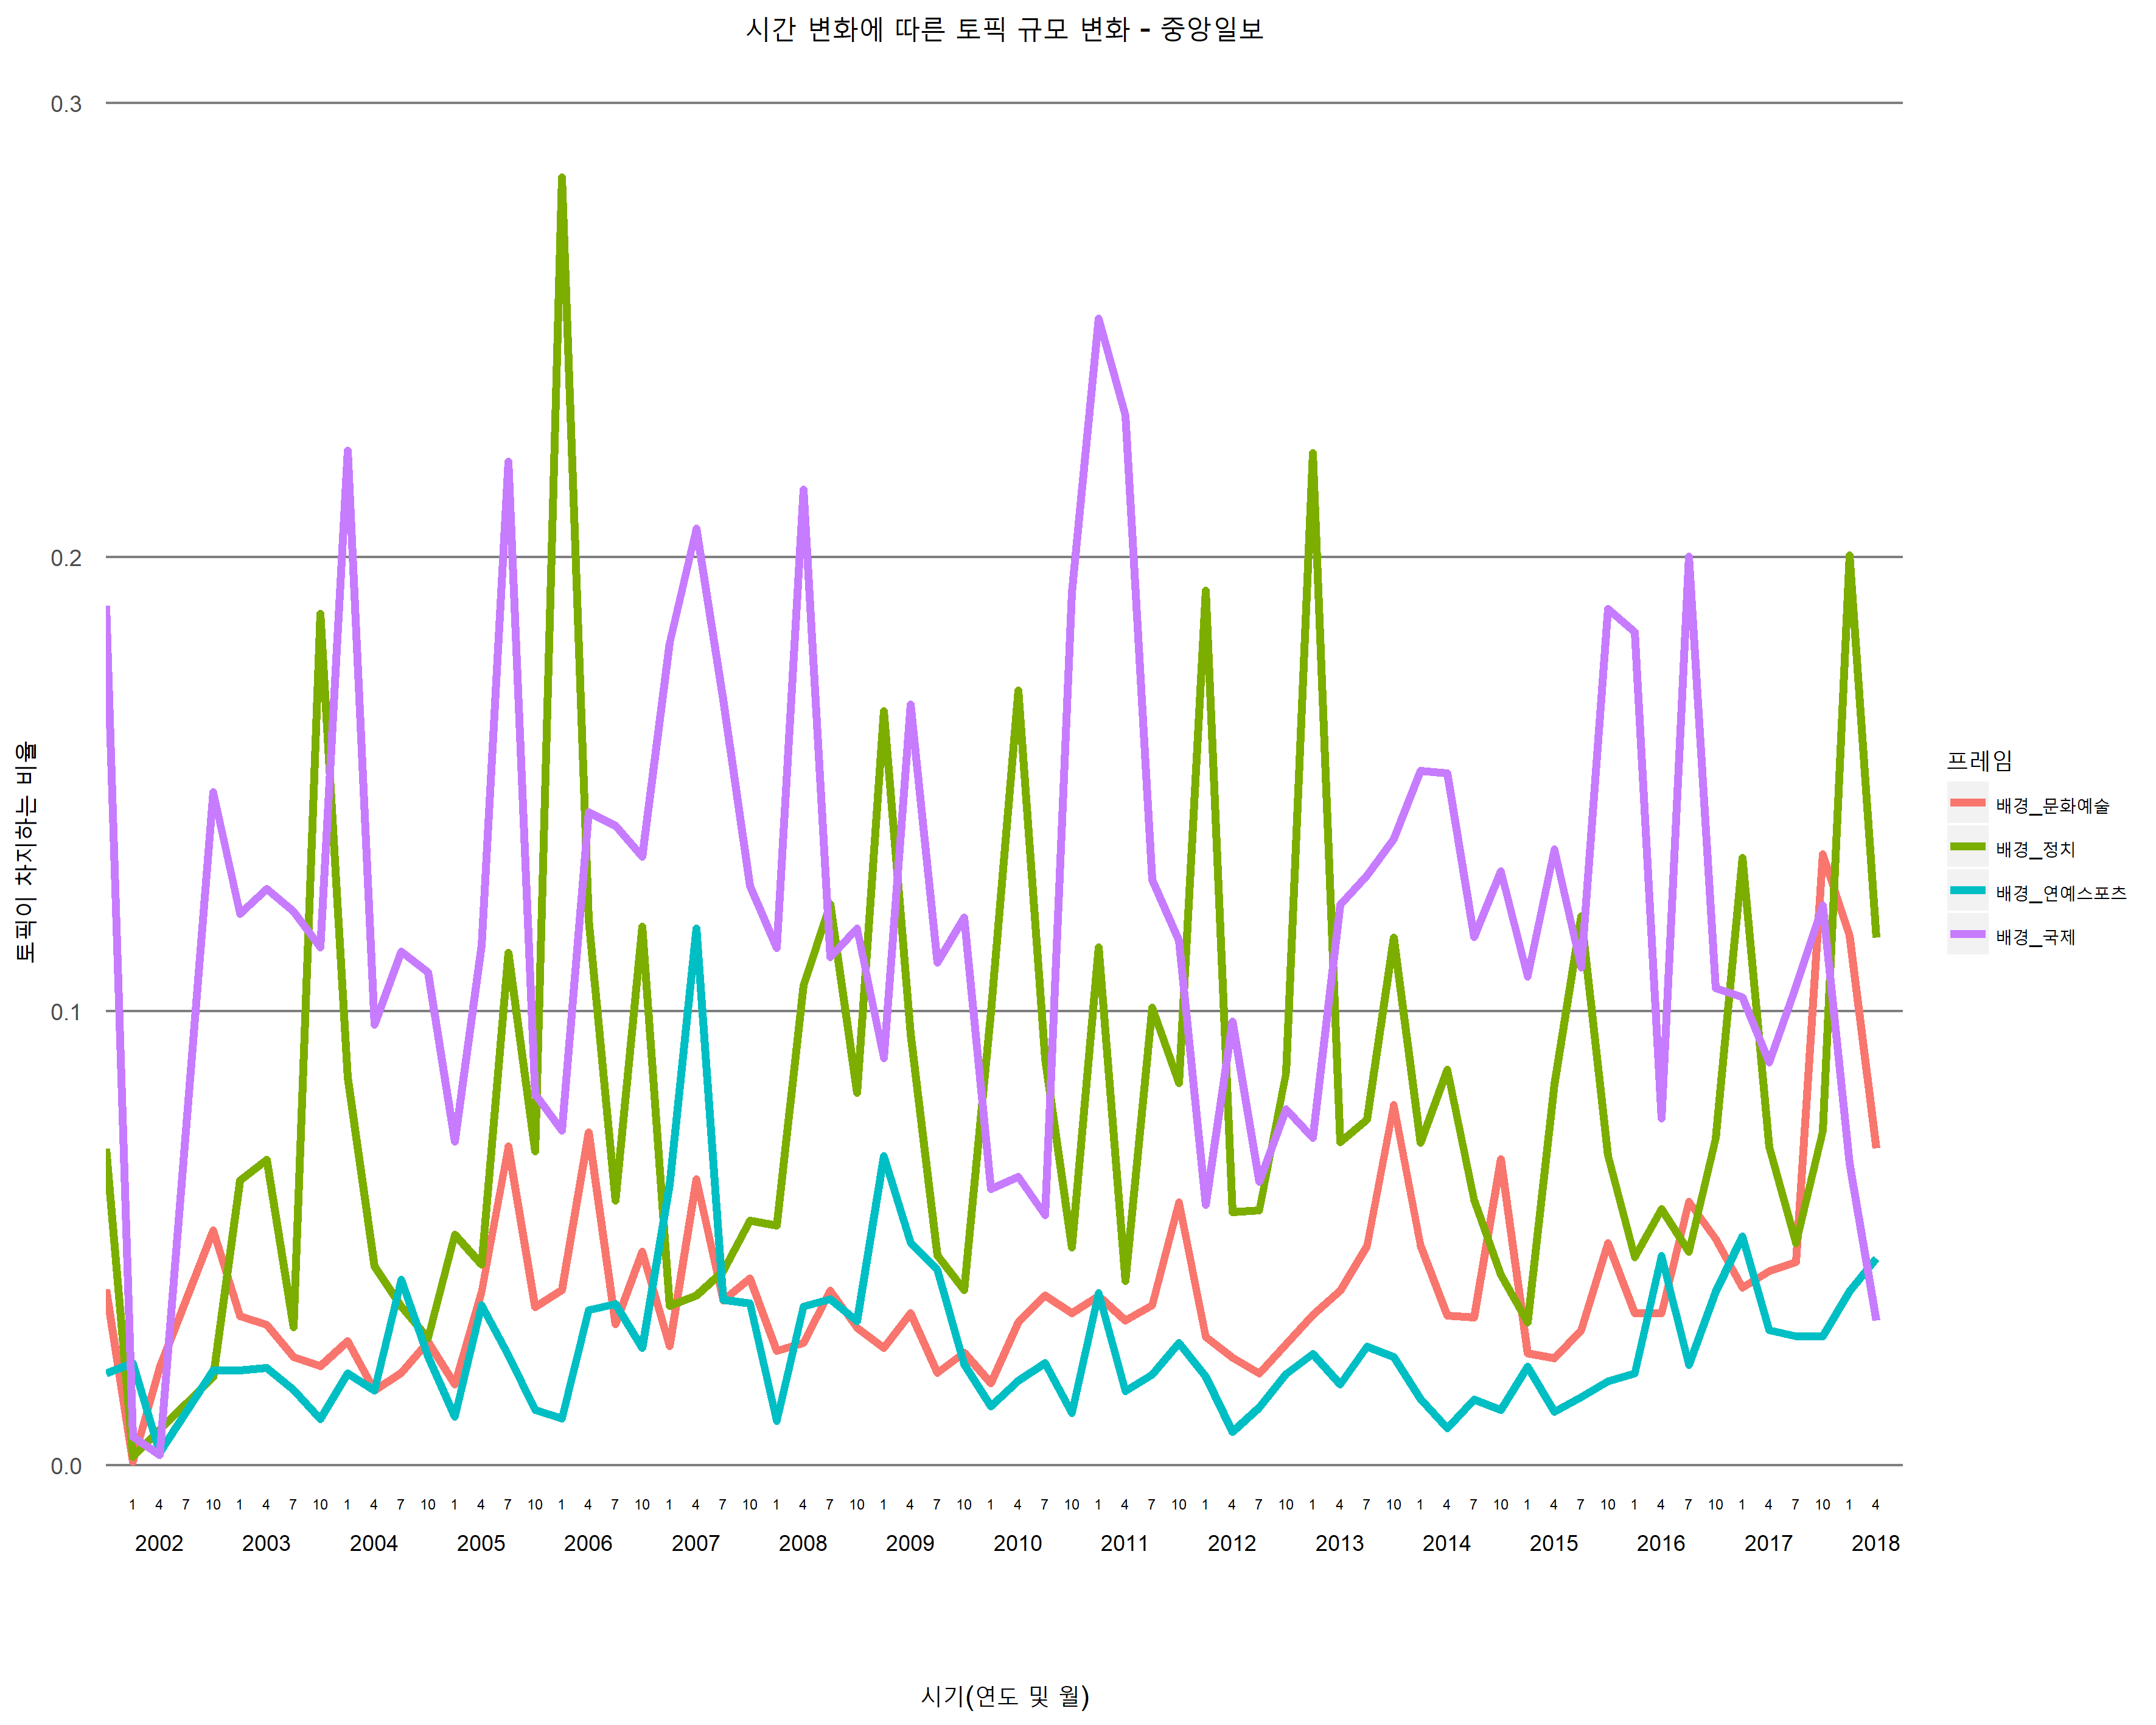 시간 변화에 따른 토픽 규모 변화 - 중앙일보
0.3
0.2
0.1
0.0
토픽이 차지하는 비율
프레임
배경_문화예술
배경_정치
배경_연예스포츠
배경_국제
1 4 7 10 1 4 7 10 1 4 7 10 1 4 7 10 1 4 7 10 1 4 7 10 1 4 7 10 1 4 7 10 1 4 7 10 1 4 7 10 1 4 7 10 1 4 7 10 1 4 7 10 1 4 7 10 1 4 7 10 1 4 7 10 1 4
2002 2003 2004 2005 2006 2007 2008 2009 2010 2011 2012 2013 2014 2015 2016 2017 2018
시기(연도 및 월)